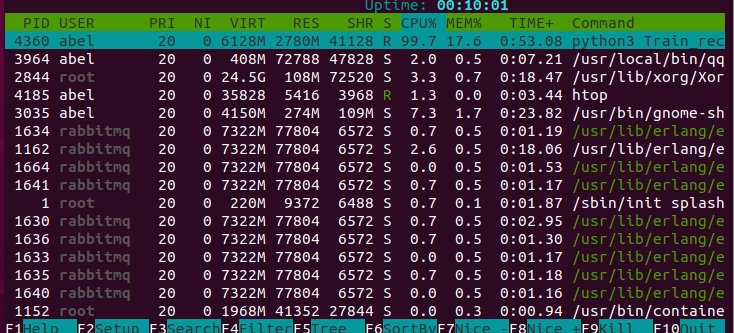 Uptime: 00:10:01
PID USER PRI NI VIRT RES SHR S CPU% MEM% TIME+ Command
4360 abel 20 0 6128M 2780M 41128 R 99.7 17.6 0:53.08 python3 Train_rec
3964 abel 20 0 408M 72788 47828 S 2.0 0.5 0:07.21 /usr/local/bin/qq
2844 root 20 0 24.5G 108M 72520 S 3.3 0.7 0:18.47 /usr/lib/xorg/Xor
4185 abel 20 0 35828 5416 3968 R 1.3 0.0 0:03.44 htop
3035 abel 20 0 4150M 274M 109M S 7.3 1.7 0:23.82 /usr/bin/gnome-sh
1634 rabbitmq 20 0 7322M 77804 6572 S 0.7 0.5 0:01.19 /usr/lib/erlang/e
1162 rabbitmq 20 0 7322M 77804 6572 S 2.6 0.5 0:18.06 /usr/lib/erlang/e
1664 rabbitmq 20 0 7322M 77804 6572 S 0.0 0.5 0:01.53 /usr/lib/erlang/e
1641 rabbitmq 20 0 7322M 77804 6572 S 0.7 0.5 0:01.17 /usr/lib/erlang/e
1 root 20 0 220M 9372 6488 S 0.7 0.1 0:01.87 /sbin/init splash
1630 rabbitmq 20 0 7322M 77804 6572 S 0.7 0.5 0:02.95 /usr/lib/erlang/e
1636 rabbitmq 20 0 7322M 77804 6572 S 0.7 0.5 0:01.30 /usr/lib/erlang/e
1633 rabbitmq 20 0 7322M 77804 6572 S 0.0 0.5 0:01.17 /usr/lib/erlang/e
1635 rabbitmq 20 0 7322M 77804 6572 S 0.7 0.5 0:01.18 /usr/lib/erlang/e
1640 rabbitmq 20 0 7322M 77804 6572 S 0.0 0.5 0:01.16 /usr/lib/erlang/e
1152 root 20 0 1968M 41352 27844 S 0.0 0.3 0:00.94 /usr/bin/containe
F1Help F2Setup F3SearchF4FilterF5Tree F6SortByF7Nice -F8Nice +F9Kill F10Quit